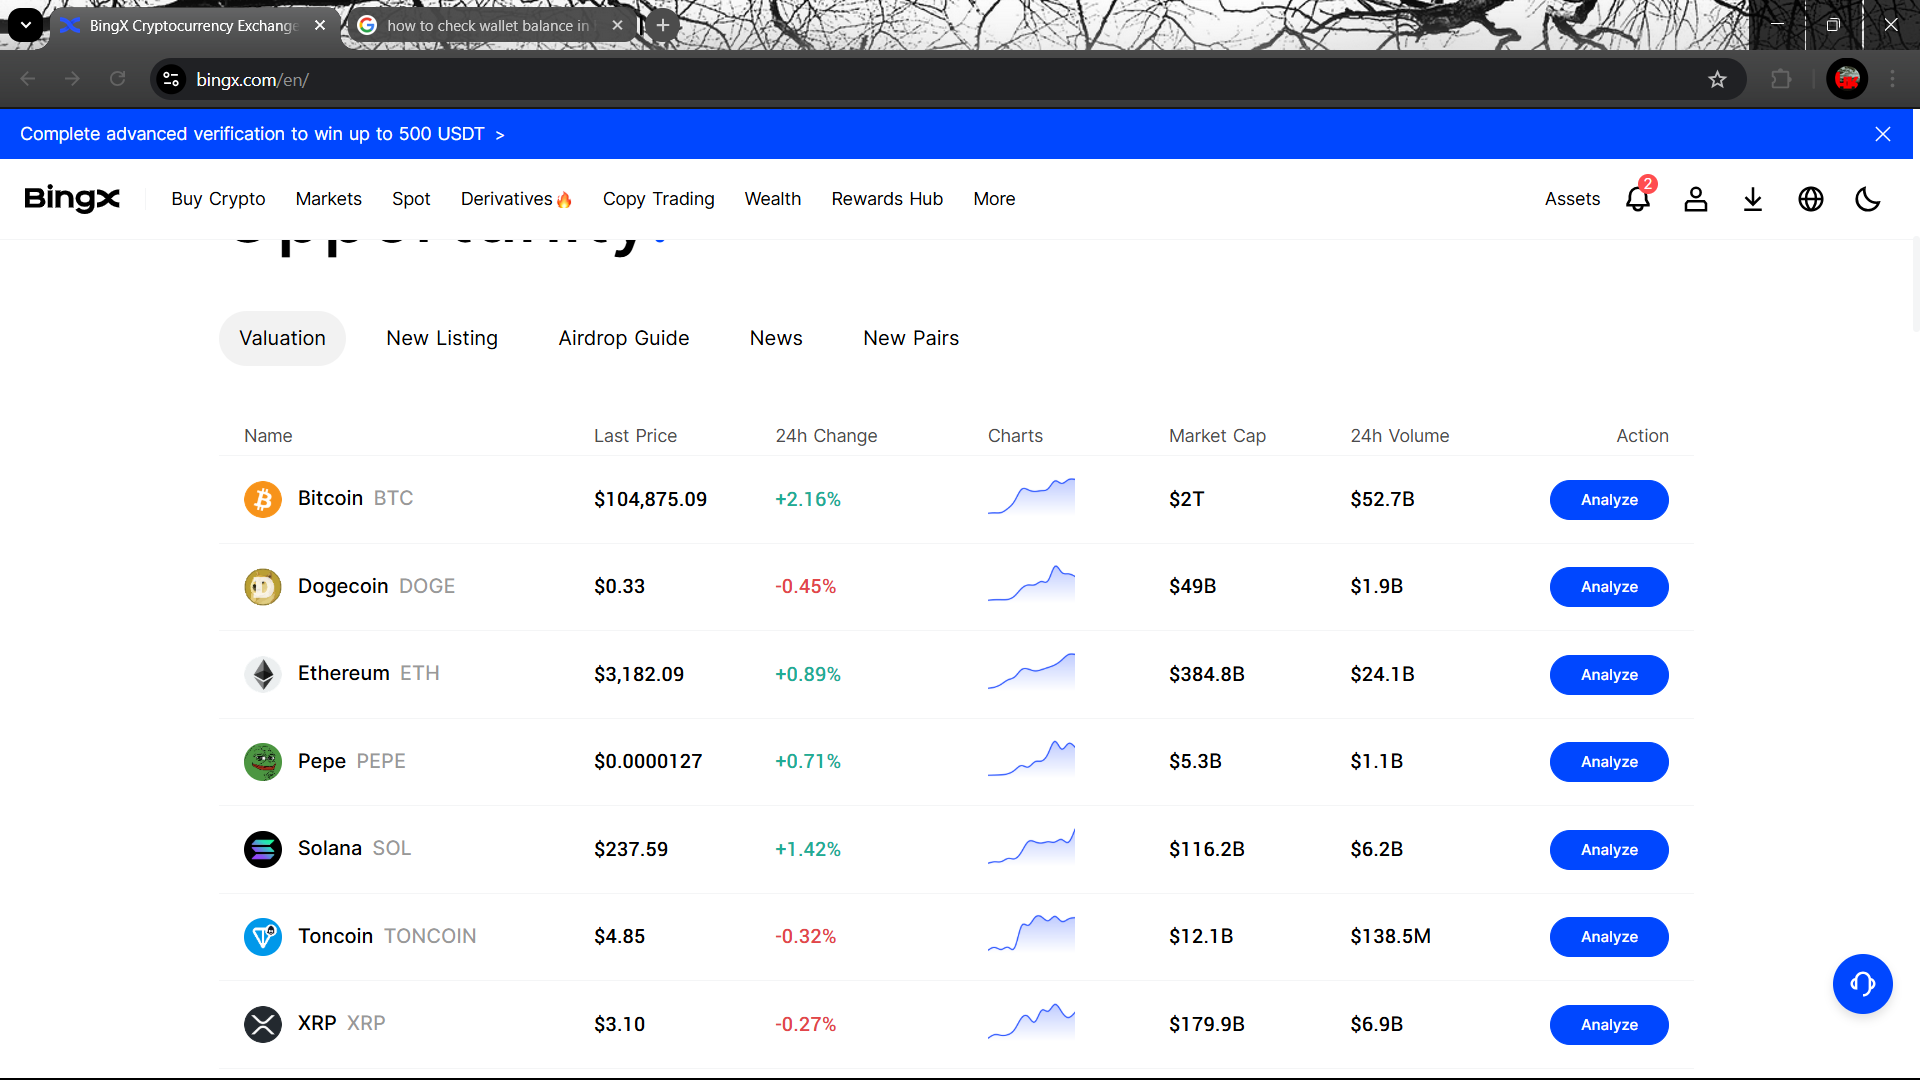 BingX Cryptocurrency Exchange
how to check wallet balance in
bingx.com/en/
Complete advanced verification to win up to 500 USDT >
BingX
Buy Crypto Markets Spot Derivatives🔥 Copy Trading Wealth Rewards Hub More
Assets 2
Opportunity.
Valuation New Listing Airdrop Guide News New Pairs
Name Last Price 24h Change Charts Market Cap 24h Volume Action
Bitcoin BTC $104,875.09 +2.16% $2T $52.7B Analyze
Dogecoin DOGE $0.33 -0.45% $49B $1.9B Analyze
Ethereum ETH $3,182.09 +0.89% $384.8B $24.1B Analyze
Pepe PEPE $0.0000127 +0.71% $5.3B $1.1B Analyze
Solana SOL $237.59 +1.42% $116.2B $6.2B Analyze
Toncoin TONCOIN $4.85 -0.32% $12.1B $138.5M Analyze
XRP XRP $3.10 -0.27% $179.9B $6.9B Analyze